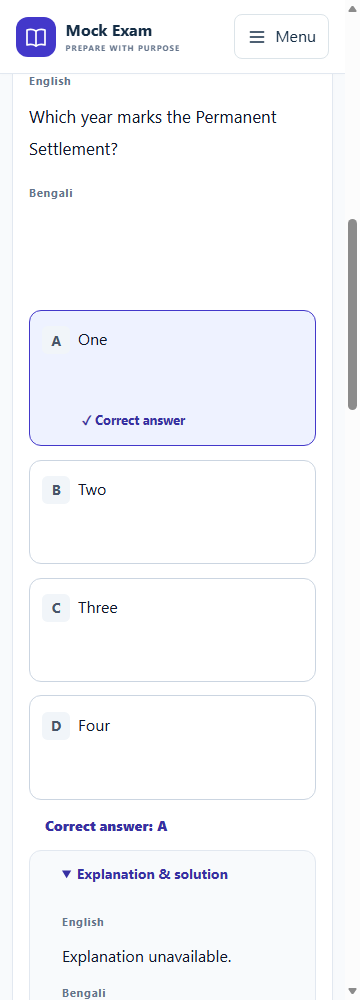 Mock Exam
PREPARE WITH PURPOSE
Menu
English
Which year marks the Permanent
Settlement?
Bengali
A One
✓ Correct answer
B Two
C Three
D Four
Correct answer: A
▼ Explanation & solution
English
Explanation unavailable.
Bengali